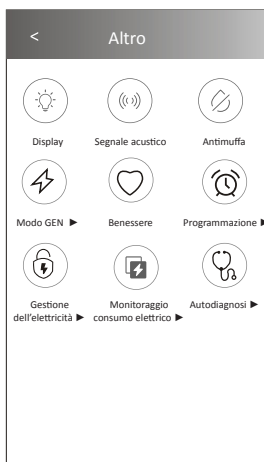 < Altro
Display Segnale acustico Antimuffa
Modo GEN ► Benessere Programmazione ►
Gestione Monitoraggio Autodiagnosi ►
dell'elettricità ► consumo elettrico ►